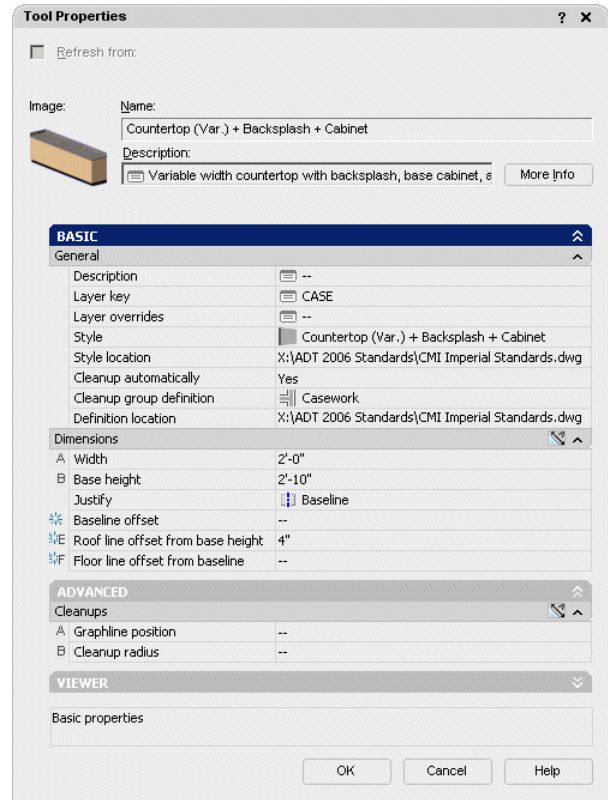 Tool Properties ? X
Refresh from:
Image: Name:
Countertop (Var.) + Backsplash + Cabinet
Description:
Variable width countertop with backsplash, base cabinet, a More Info
BASIC
General
Description --
Layer key CASE
Layer overrides --
Style Countertop (Var.) + Backsplash + Cabinet
Style location X:\ADT 2006 Standards\CMI Imperial Standards.dwg
Cleanup automatically Yes
Cleanup group definition Casework
Definition location X:\ADT 2006 Standards\CMI Imperial Standards.dwg
Dimensions
A Width 2'-0"
B Base height 2'-10"
Justify Baseline
Baseline offset --
E Roof line offset from base height 4"
F Floor line offset from baseline --
ADVANCED
Cleanups
A Graphline position --
B Cleanup radius --
VIEWER
Basic properties
OK Cancel Help